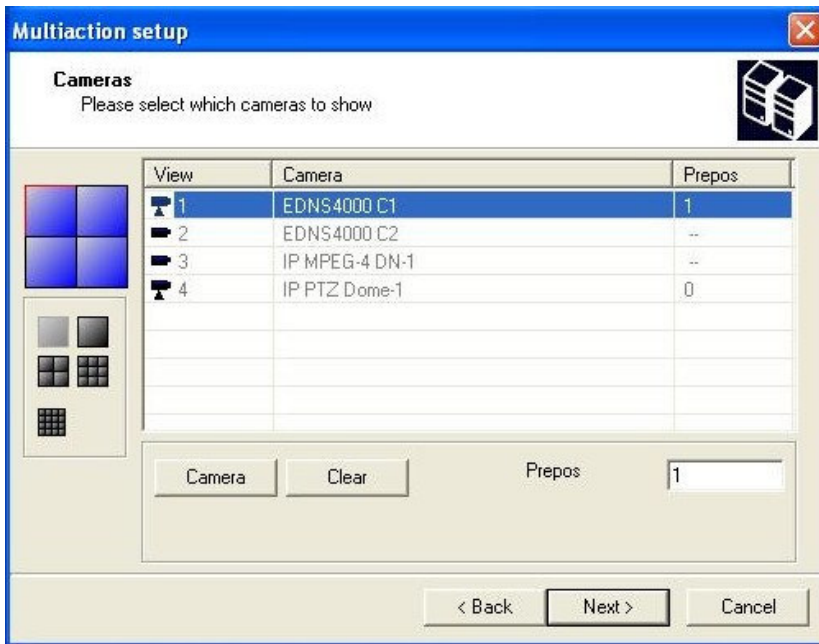 Multiaction setup
Cameras
Please select which cameras to show
View Camera Prepos
1 EDNS4000 C1 1
2 EDNS4000 C2 --
3 IP MPEG-4 DN-1 --
4 IP PTZ Dome-1 0
Camera Clear Prepos 1
< Back Next > Cancel